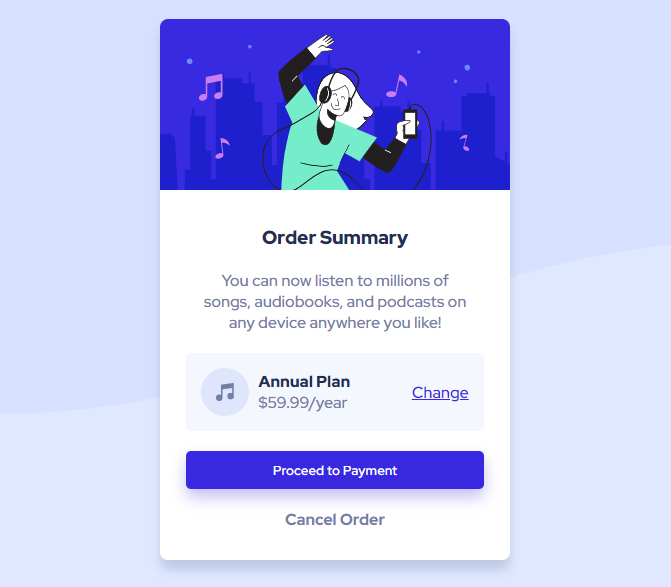 Order Summary
You can now listen to millions of
songs, audiobooks, and podcasts on
any device anywhere you like!
Annual Plan
$59.99/year
Change
Proceed to Payment
Cancel Order